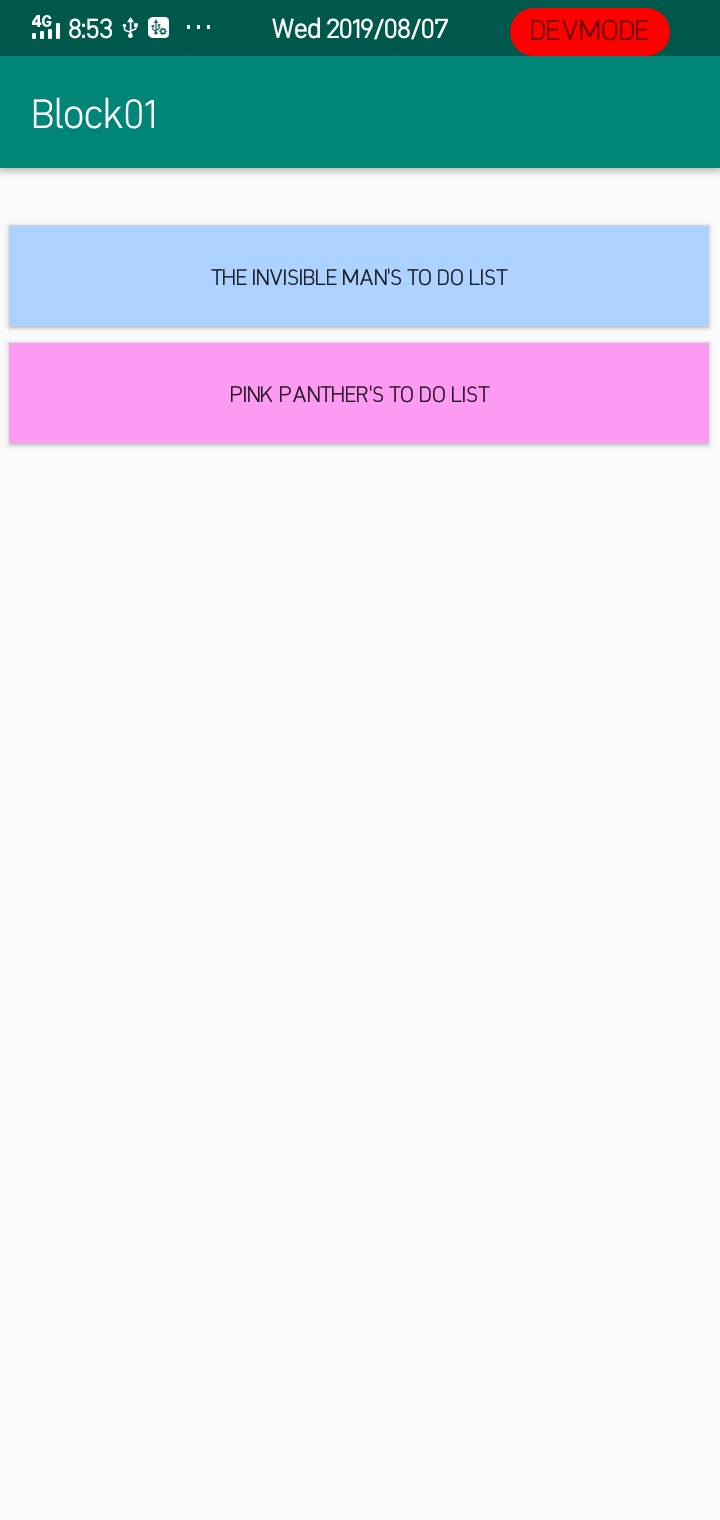 4G 8:53 ... Wed 2019/08/07 DEVMODE
Block01
THE INVISIBLE MAN'S TO DO LIST
PINK PANTHER'S TO DO LIST